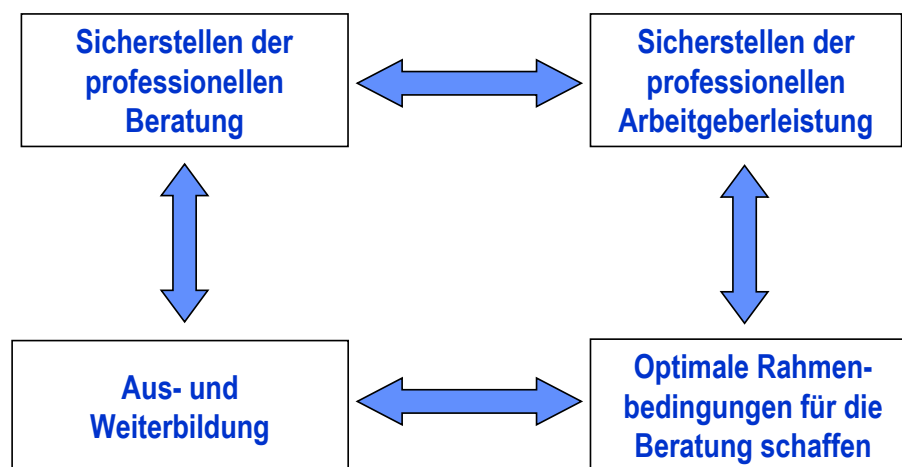 Sicherstellen der
professionellen
Beratung
Sicherstellen der
professionellen
Arbeitgeberleistung
Aus- und
Weiterbildung
Optimale Rahmen-
bedingungen für die
Beratung schaffen